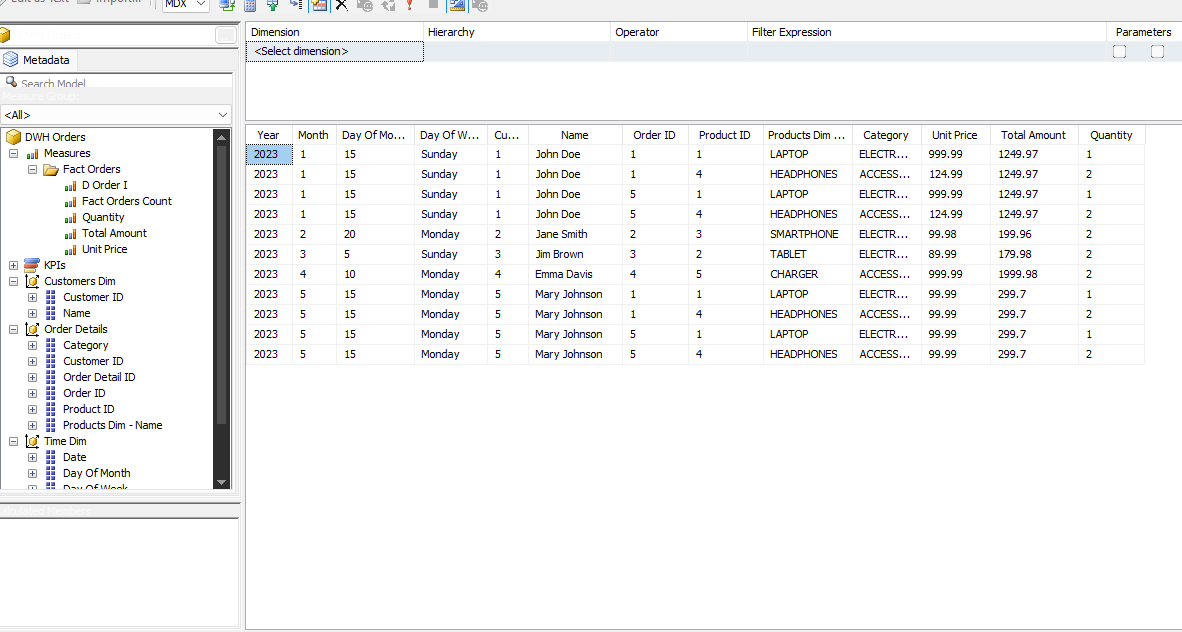 Edit as Text Import... MDX
Metadata
Search Model
<All>
DWH Orders
Measures
Fact Orders
D Order I
Fact Orders Count
Quantity
Total Amount
Unit Price
KPIs
Customers Dim
Customer ID
Name
Order Details
Category
Customer ID
Order Detail ID
Order ID
Product ID
Products Dim - Name
Time Dim
Date
Day Of Month
Day Of Week
Calculated Members
Dimension Hierarchy Operator Filter Expression Parameters
<Select dimension>
Year Month Day Of Mo... Day Of W... Cu... Name Order ID Product ID Products Dim ... Category Unit Price Total Amount Quantity
2023 1 15 Sunday 1 John Doe 1 1 LAPTOP ELECTR... 999.99 1249.97 1
2023 1 15 Sunday 1 John Doe 1 4 HEADPHONES ACCESS... 124.99 1249.97 2
2023 1 15 Sunday 1 John Doe 5 1 LAPTOP ELECTR... 999.99 1249.97 1
2023 1 15 Sunday 1 John Doe 5 4 HEADPHONES ACCESS... 124.99 1249.97 2
2023 2 20 Monday 2 Jane Smith 2 3 SMARTPHONE ELECTR... 99.98 199.96 2
2023 3 5 Sunday 3 Jim Brown 3 2 TABLET ELECTR... 89.99 179.98 2
2023 4 10 Monday 4 Emma Davis 4 5 CHARGER ACCESS... 999.99 1999.98 2
2023 5 15 Monday 5 Mary Johnson 1 1 LAPTOP ELECTR... 99.99 299.7 1
2023 5 15 Monday 5 Mary Johnson 1 4 HEADPHONES ACCESS... 99.99 299.7 2
2023 5 15 Monday 5 Mary Johnson 5 1 LAPTOP ELECTR... 99.99 299.7 1
2023 5 15 Monday 5 Mary Johnson 5 4 HEADPHONES ACCESS... 99.99 299.7 2